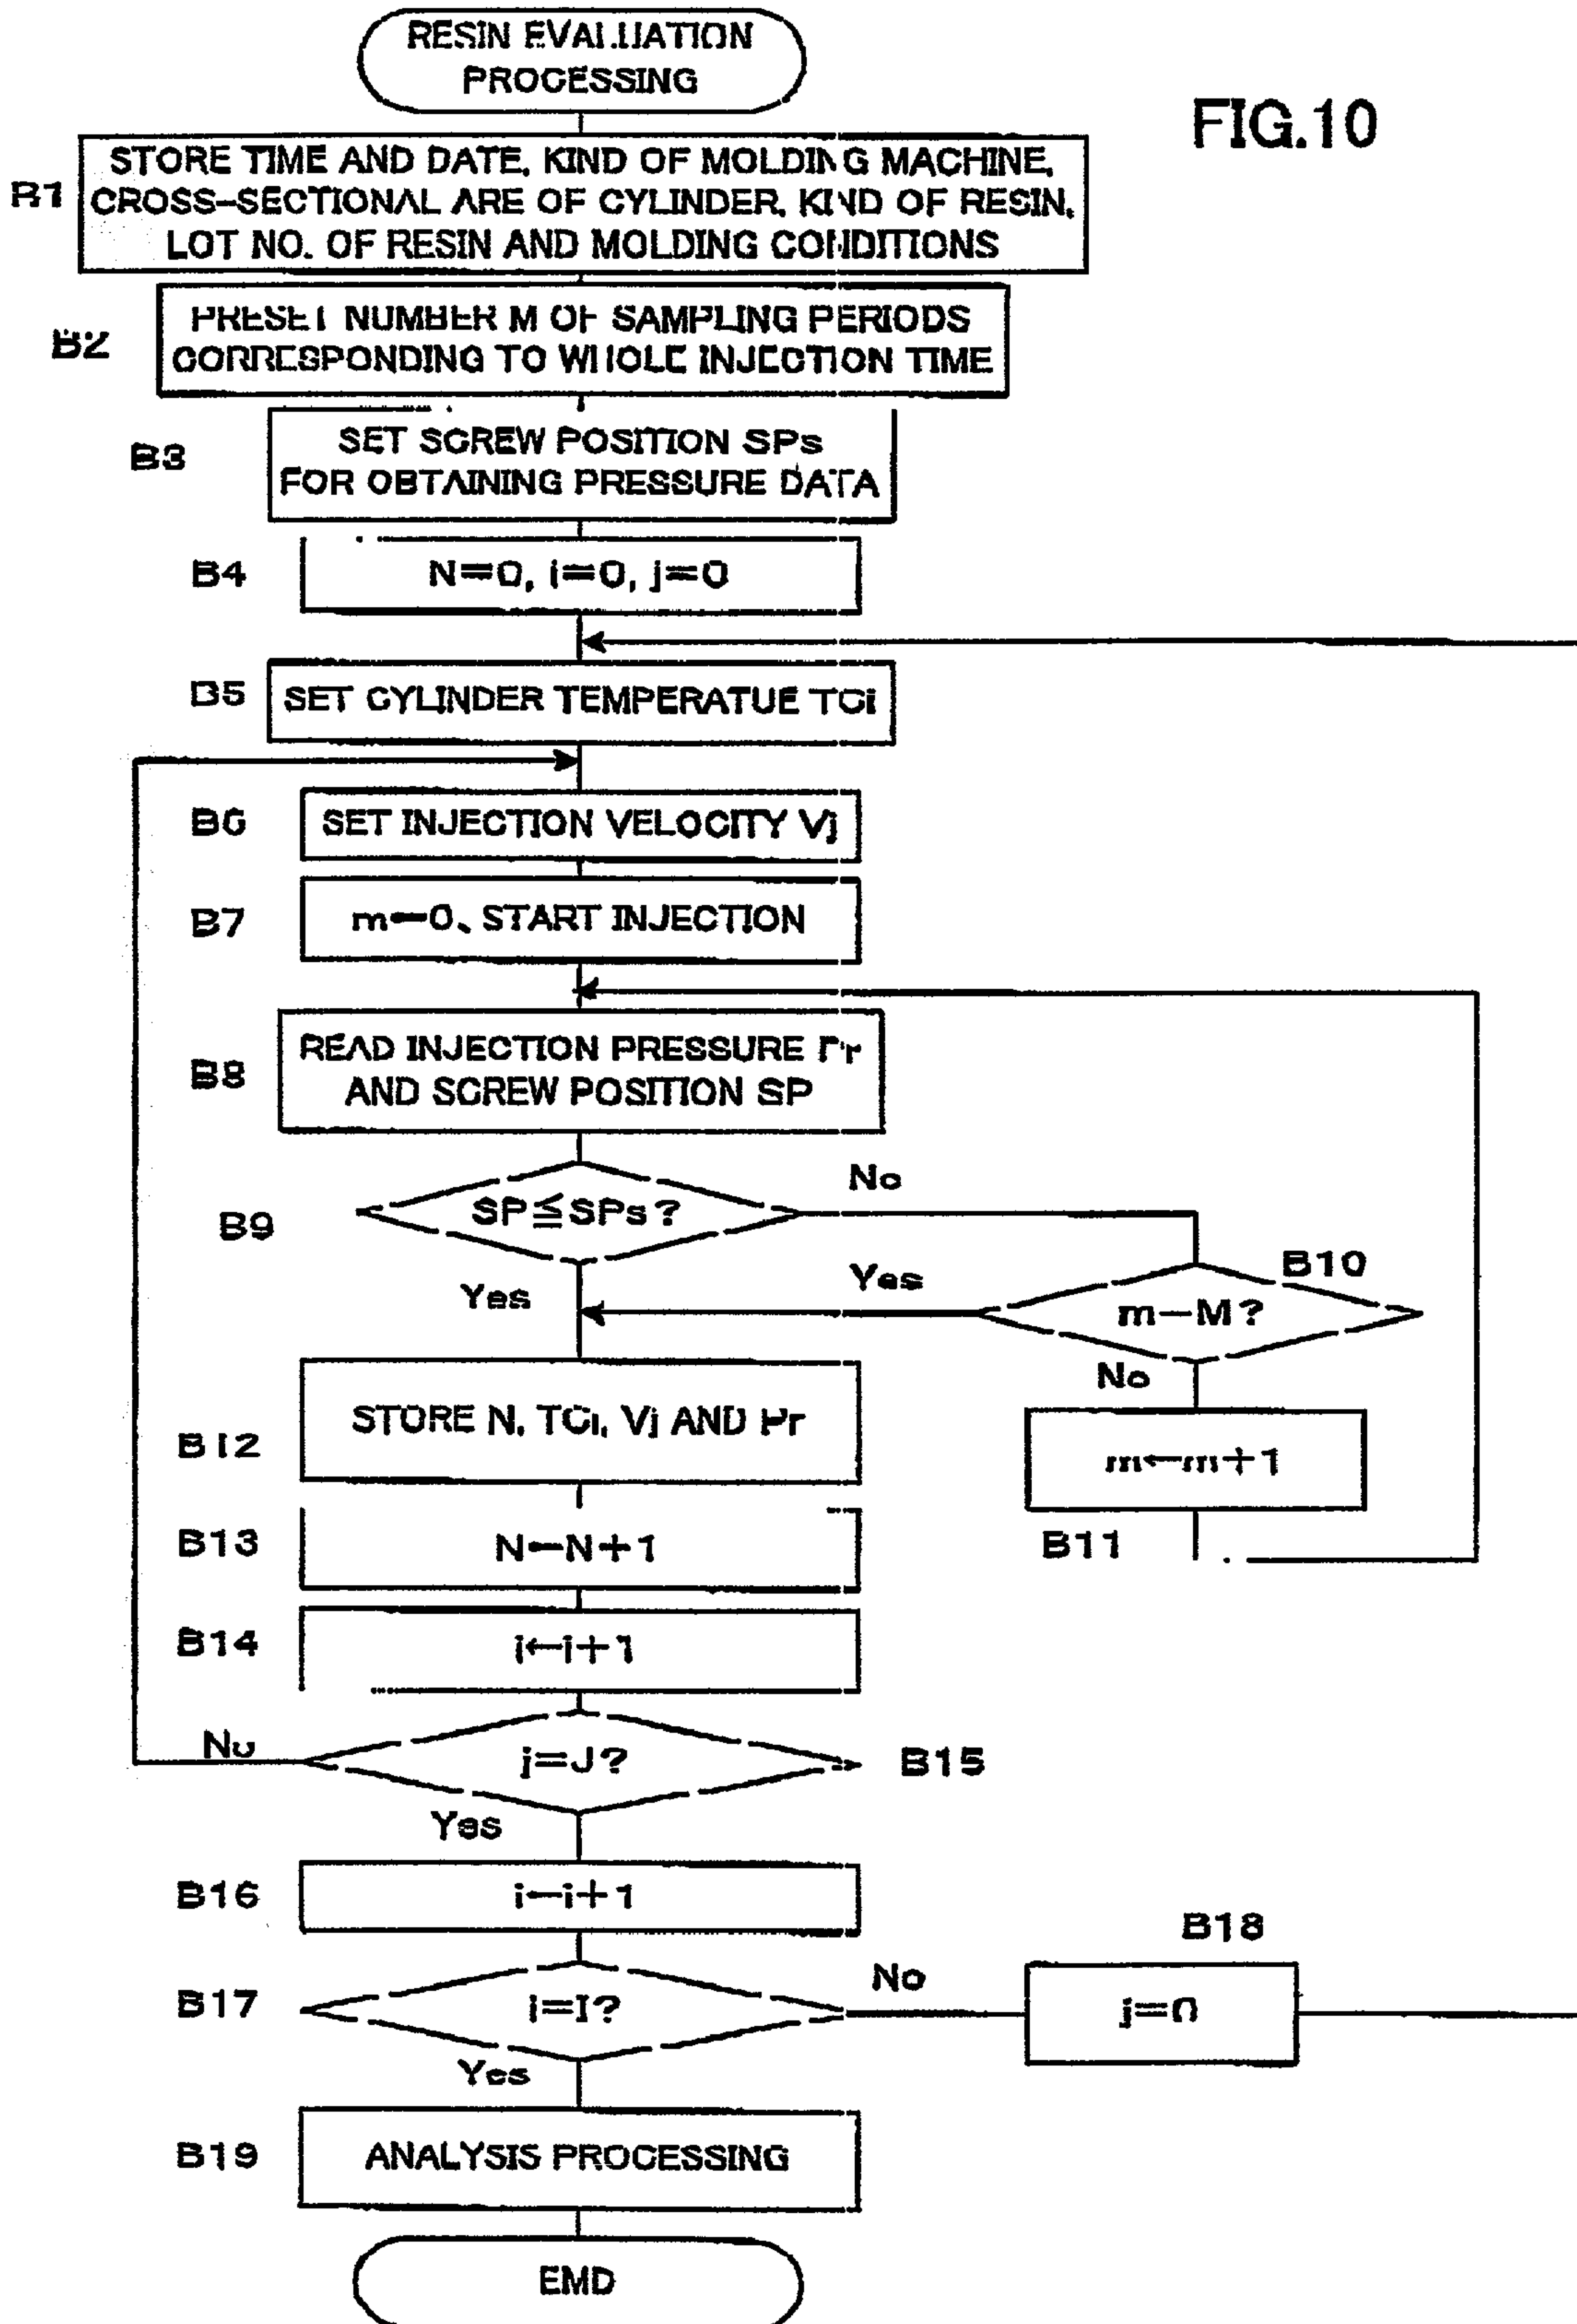 RESIN EVALUATION
PROCESSING
FIG.10
B1
STORE TIME AND DATE, KIND OF MOLDING MACHINE,
CROSS-SECTIONAL ARE OF CYLINDER, KIND OF RESIN,
LOT NO. OF RESIN AND MOLDING CONDITIONS
B2
PRESET NUMBER M OF SAMPLING PERIODS
CORRESPONDING TO WHOLE INJECTION TIME
B3
SET SCREW POSITION SPs
FOR OBTAINING PRESSURE DATA
B4
N=0, i=0, j=0
B5
SET CYLINDER TEMPERATUE TCi
B6
SET INJECTION VELOCITY Vj
B7
m←0、START INJECTION
B8
READ INJECTION PRESSURE Pr
AND SCREW POSITION SP
B9
SP≦SPs?
No
Yes
B10
m=M?
Yes
No
B11
m←m+1
B12
STORE N, TCi, Vj AND Pr
B13
N←N+1
B14
j←j+1
B15
j=J?
No
Yes
B16
i←i+1
B17
i=I?
No
B18
j=0
Yes
B19
ANALYSIS PROCESSING
EMD